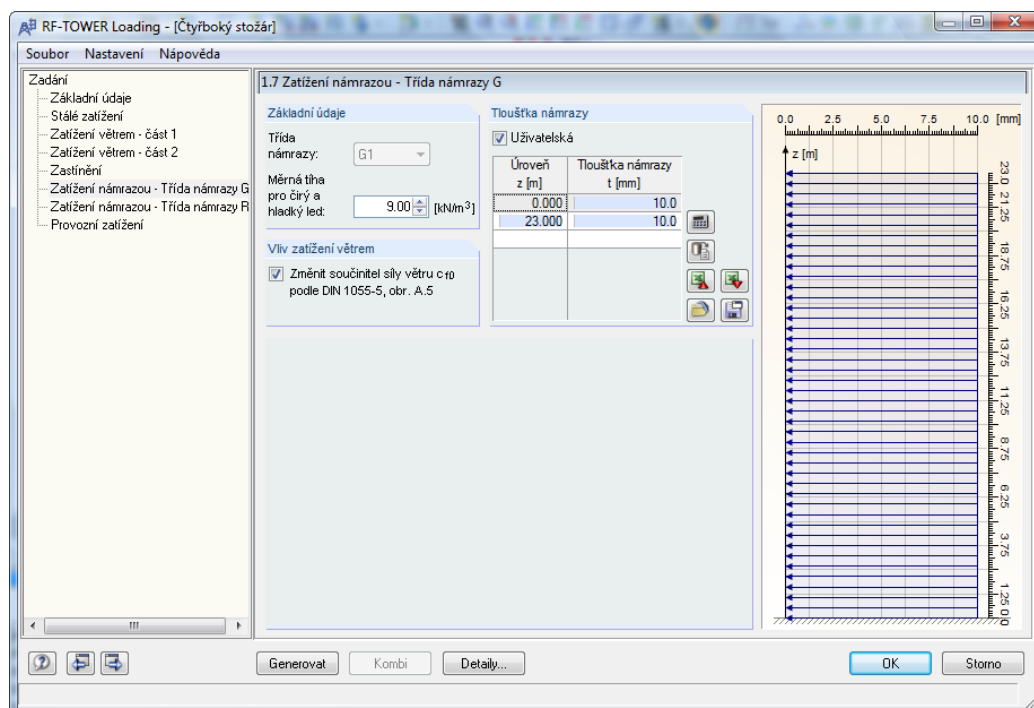 RF-TOWER Loading - [Čtyřboký stožár]
Soubor Nastavení Nápověda
Zadání
Základní údaje
Stálé zatížení
Zatížení větrem - část 1
Zatížení větrem - část 2
Zastínění
Zatížení námrazou - Třída námrazy G
Zatížení námrazou - Třída námrazy R
Provozní zatížení
1.7 Zatížení námrazou - Třída námrazy G
Základní údaje
Třída
námrazy: G1
Měrná tíha
pro čirý a
hladký led: 9.00 [kN/m³]
Vliv zatížení větrem
Změnit součinitel síly větru cf0
podle DIN 1055-5, obr. A.5
Tloušťka námrazy
Uživatelská
Úroveň Tloušťka námrazy
z [m] t [mm]
0.000 10.0
23.000 10.0
0.0 2.5 5.0 7.5 10.0 [mm]
z [m]
23.0
21.25
18.75
16.25
13.75
11.25
8.75
6.25
3.75
1.25
0.0
Generovat Kombi Detaily... OK Storno